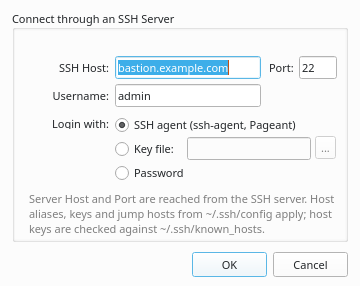 Connect through an SSH Server
SSH Host: bastion.example.com Port: 22
Username: admin
Login with: SSH agent (ssh-agent, Pageant)
Key file: ...
Password
Server Host and Port are reached from the SSH server. Host
aliases, keys and jump hosts from ~/.ssh/config apply; host
keys are checked against ~/.ssh/known_hosts.
OK Cancel